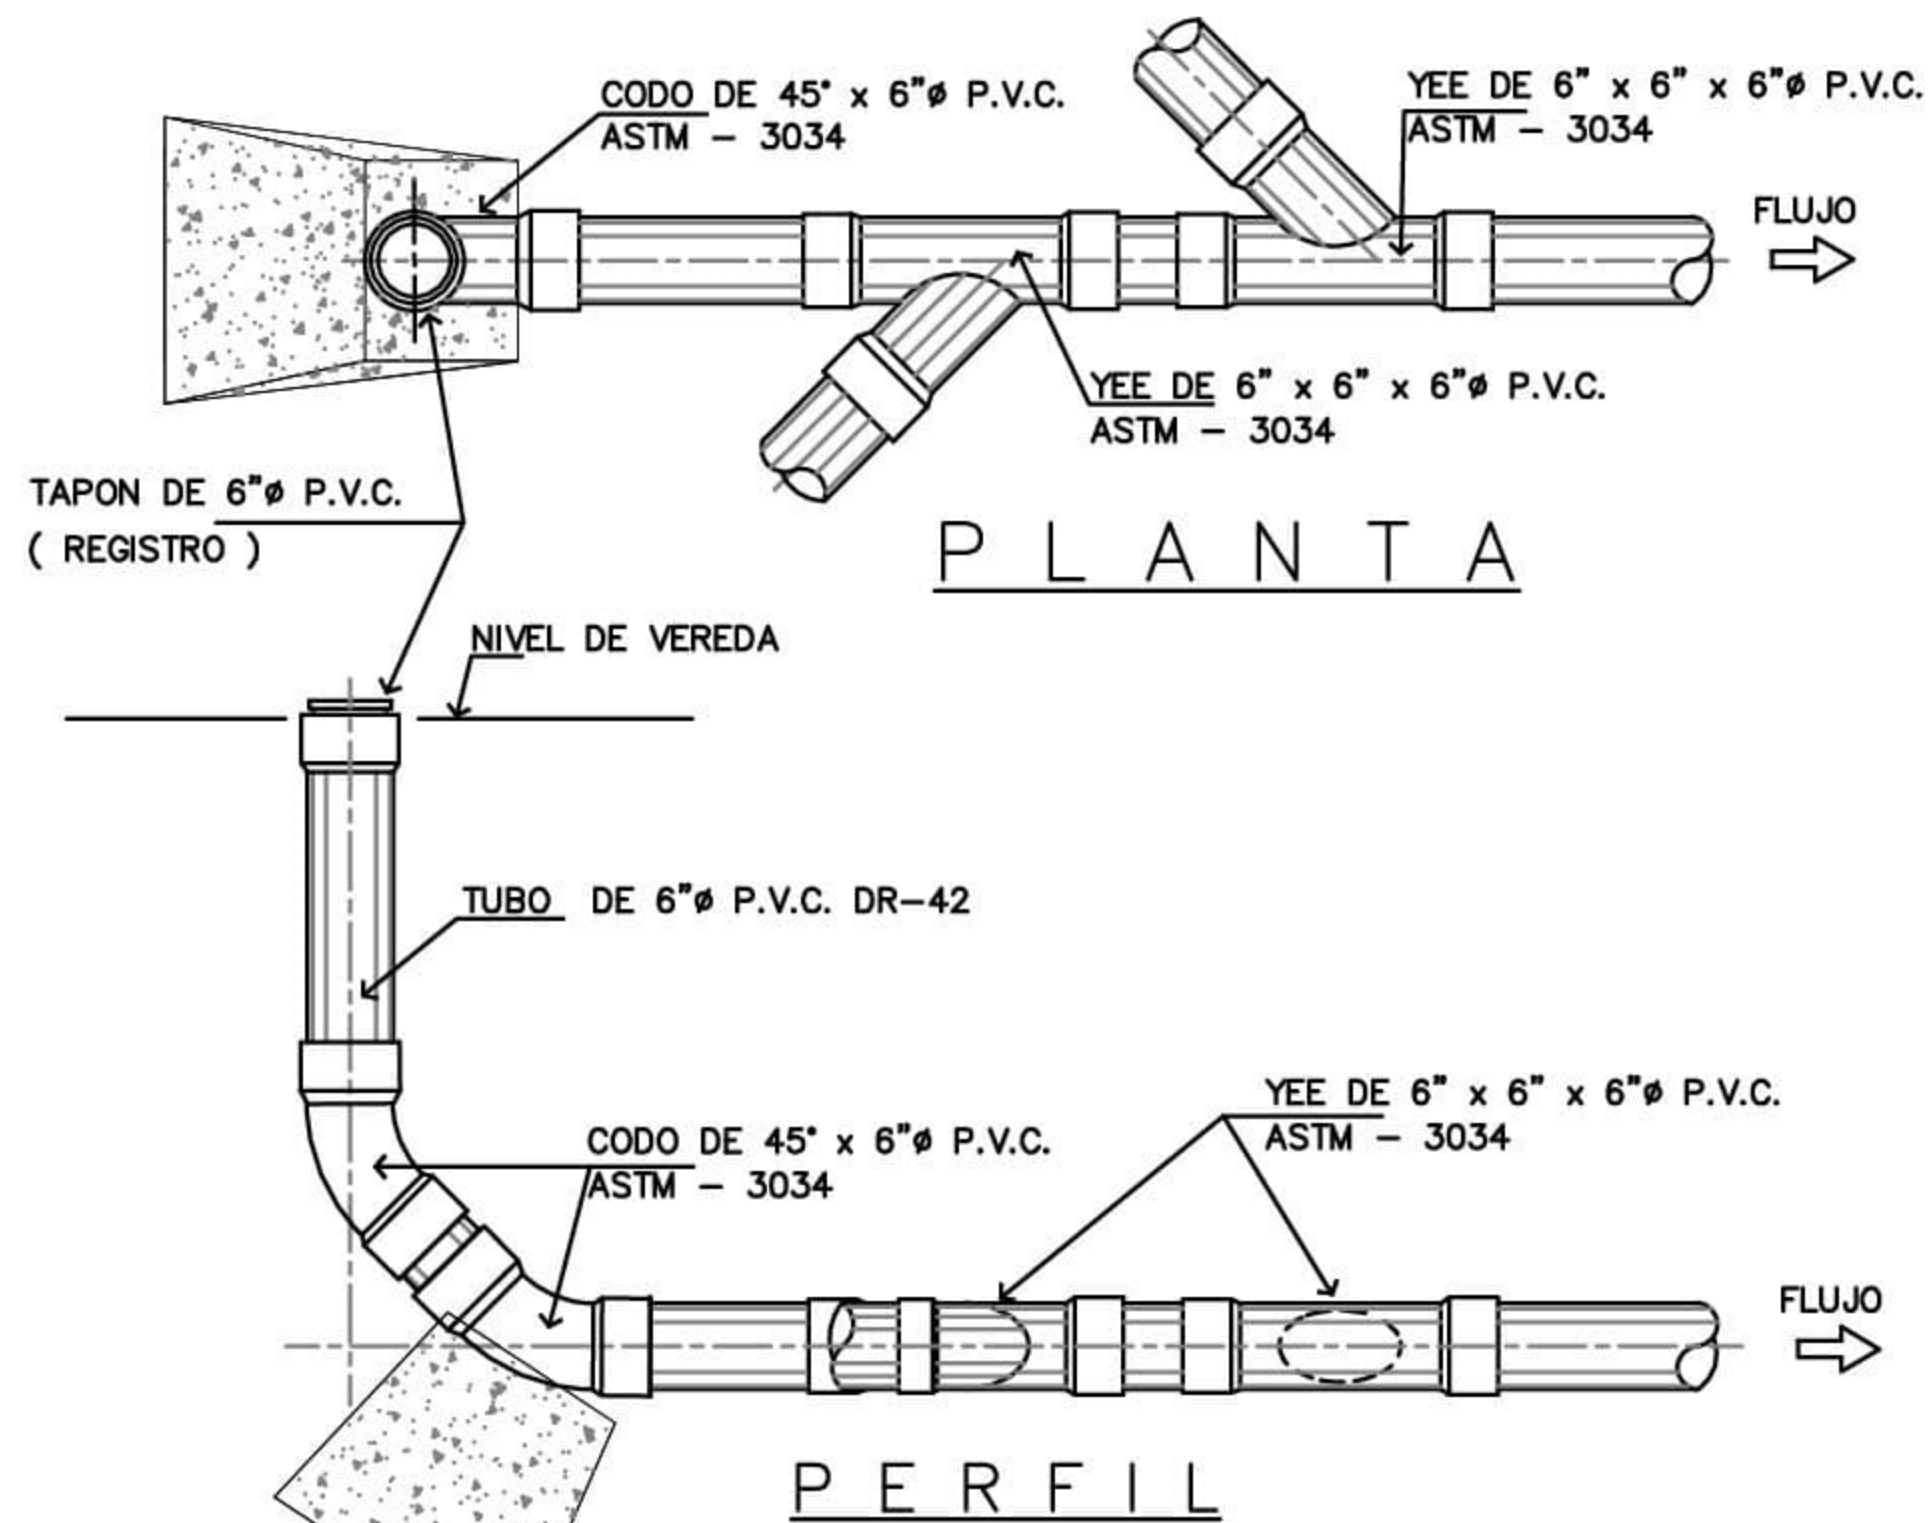 CODO DE 45° x 6"ø P.V.C.
ASTM - 3034
YEE DE 6" x 6" x 6"ø P.V.C.
ASTM - 3034
FLUJO
YEE DE 6" x 6" x 6"ø P.V.C.
ASTM - 3034
TAPON DE 6"ø P.V.C.
( REGISTRO )
PLANTA
NIVEL DE VEREDA
TUBO DE 6"ø P.V.C. DR-42
YEE DE 6" x 6" x 6"ø P.V.C.
ASTM - 3034
CODO DE 45° x 6"ø P.V.C.
ASTM - 3034
FLUJO
PERFIL